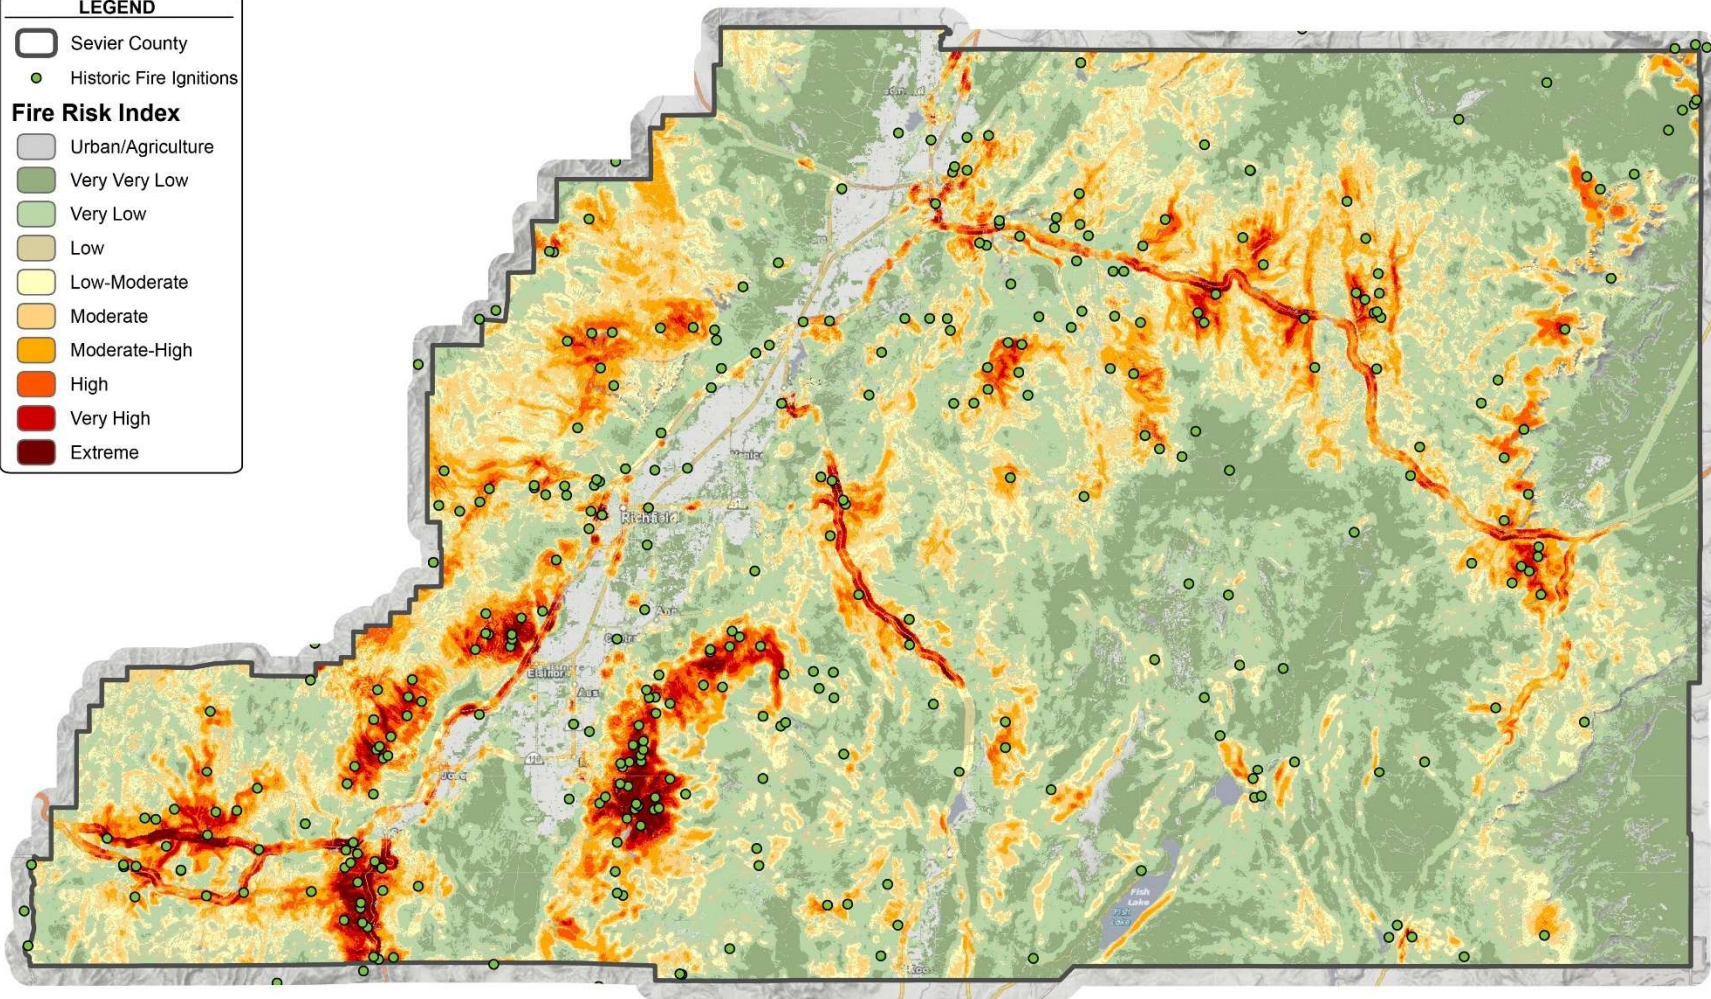 LEGEND
Sevier County
Historic Fire Ignitions
Fire Risk Index
Urban/Agriculture
Very Very Low
Very Low
Low
Low-Moderate
Moderate
Moderate-High
High
Very High
Extreme
Venice
Richfield
Fish
Lake